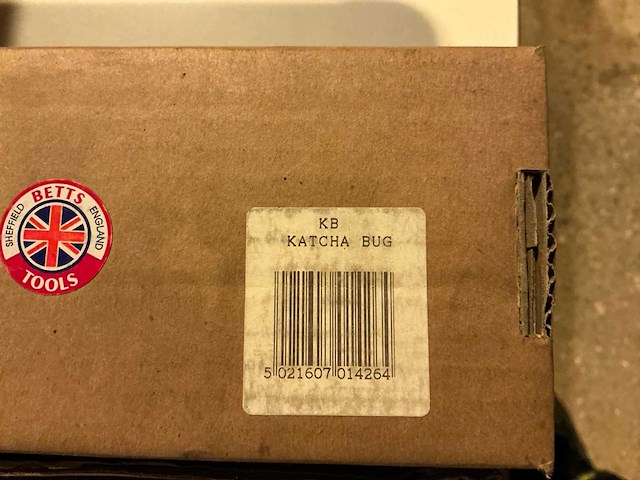 BETTS
SHEFFIELD
ENGLAND
TOOLS
KB
KATCHA BUG
5 021607 014264